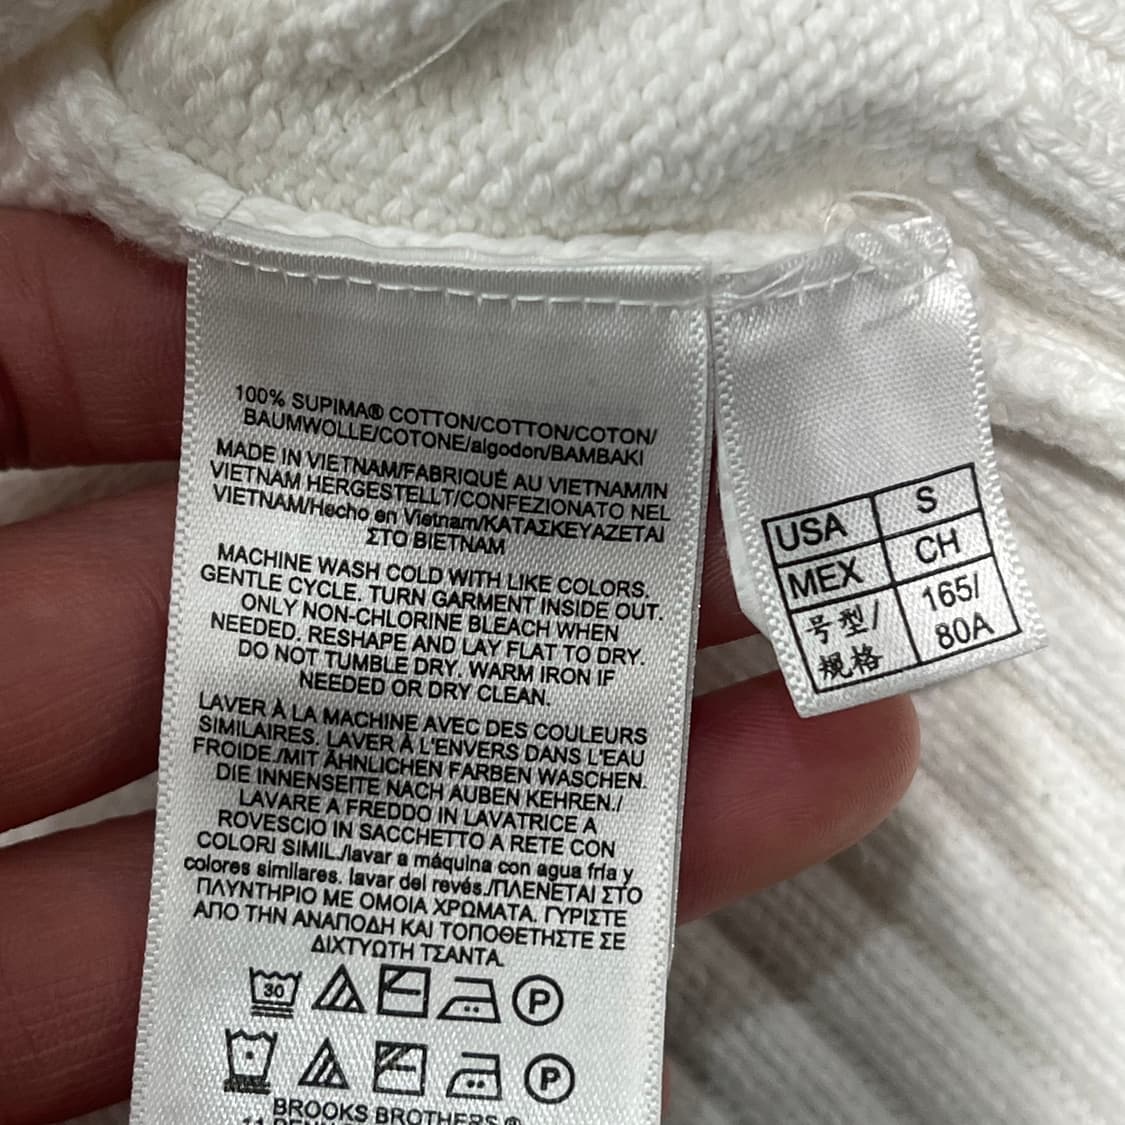 100% SUPIMA® COTTON/COTTON/COTON/
BAUMWOLLE/COTONE/algodon/BAMBAKI
MADE IN VIETNAM/FABRIQUÉ AU VIETNAM/IN
VIETNAM HERGESTELLT/CONFEZIONATO NEL
VIETNAM/Hecho en Vietnam/ΚΑΤΑΣΚΕΥΑΖΕΤΑΙ
ΣΤΟ ΒΙΕΤΝΑΜ
MACHINE WASH COLD WITH LIKE COLORS.
GENTLE CYCLE. TURN GARMENT INSIDE OUT.
ONLY NON-CHLORINE BLEACH WHEN
NEEDED. RESHAPE AND LAY FLAT TO DRY.
DO NOT TUMBLE DRY. WARM IRON IF
NEEDED OR DRY CLEAN.
LAVER À LA MACHINE AVEC DES COULEURS
SIMILAIRES. LAVER À L'ENVERS DANS L'EAU
FROIDE./MIT ÄHNLICHEN FARBEN WASCHEN.
DIE INNENSEITE NACH AUBEN KEHREN./
LAVARE A FREDDO IN LAVATRICE A
ROVESCIO IN SACCHETTO A RETE CON
COLORI SIMIL./lavar a máquina con agua fría y
colores similares. lavar del revés./ΠΛΕΝΕΤΑΙ ΣΤΟ
ΠΛΥΝΤΗΡΙΟ ΜΕ ΟΜΟΙΑ ΧΡΩΜΑΤΑ. ΓΥΡΙΣΤΕ
ΑΠΟ ΤΗΝ ΑΝΑΠΟΔΗ ΚΑΙ ΤΟΠΟΘΕΤΗΣΤΕ ΣΕ
ΔΙΧΤΥΩΤΗ ΤΣΑΝΤΑ.
30 P
P
BROOKS BROTHERS ®
USA S
MEX CH
号型/ 165/
规格 80A